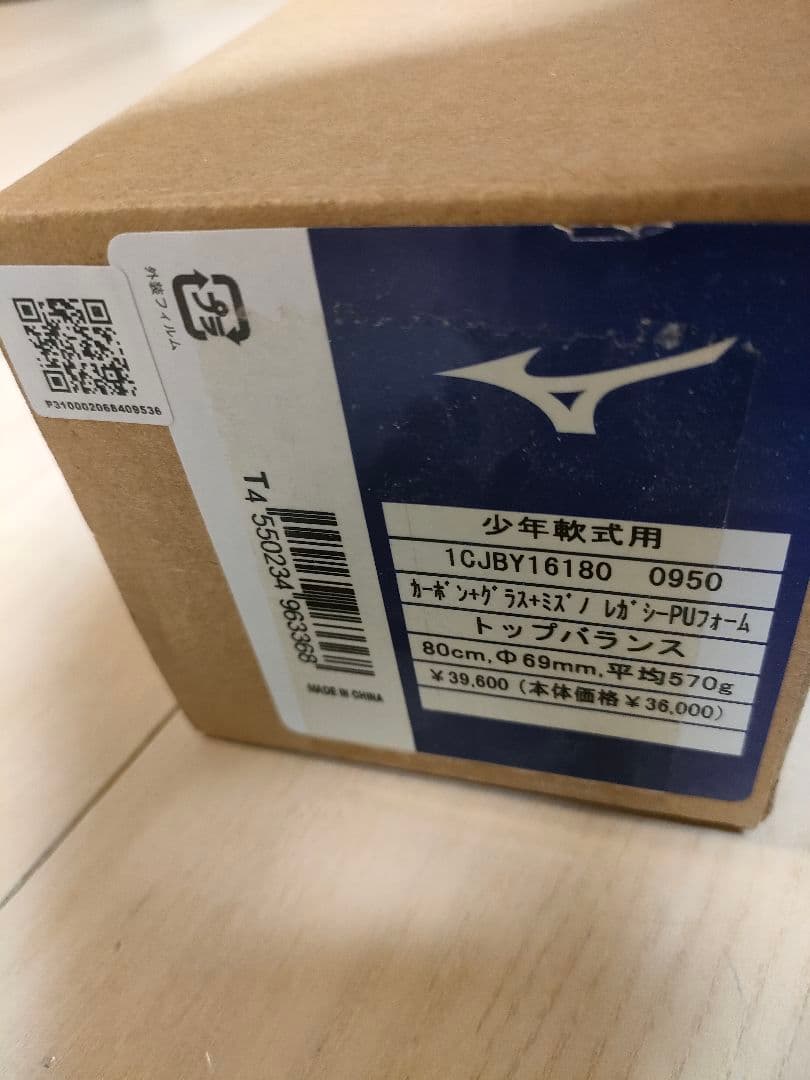 P310002068409536
外装フィルム
プラ
T4 550234 963368
MADE IN CHINA
少年軟式用
1CJBY16180 0950
カーボン+グラス+ミズノ レガシーPUフォーム
トップバランス
80cm,Φ69mm,平均570g
¥39,600(本体価格¥36,000)